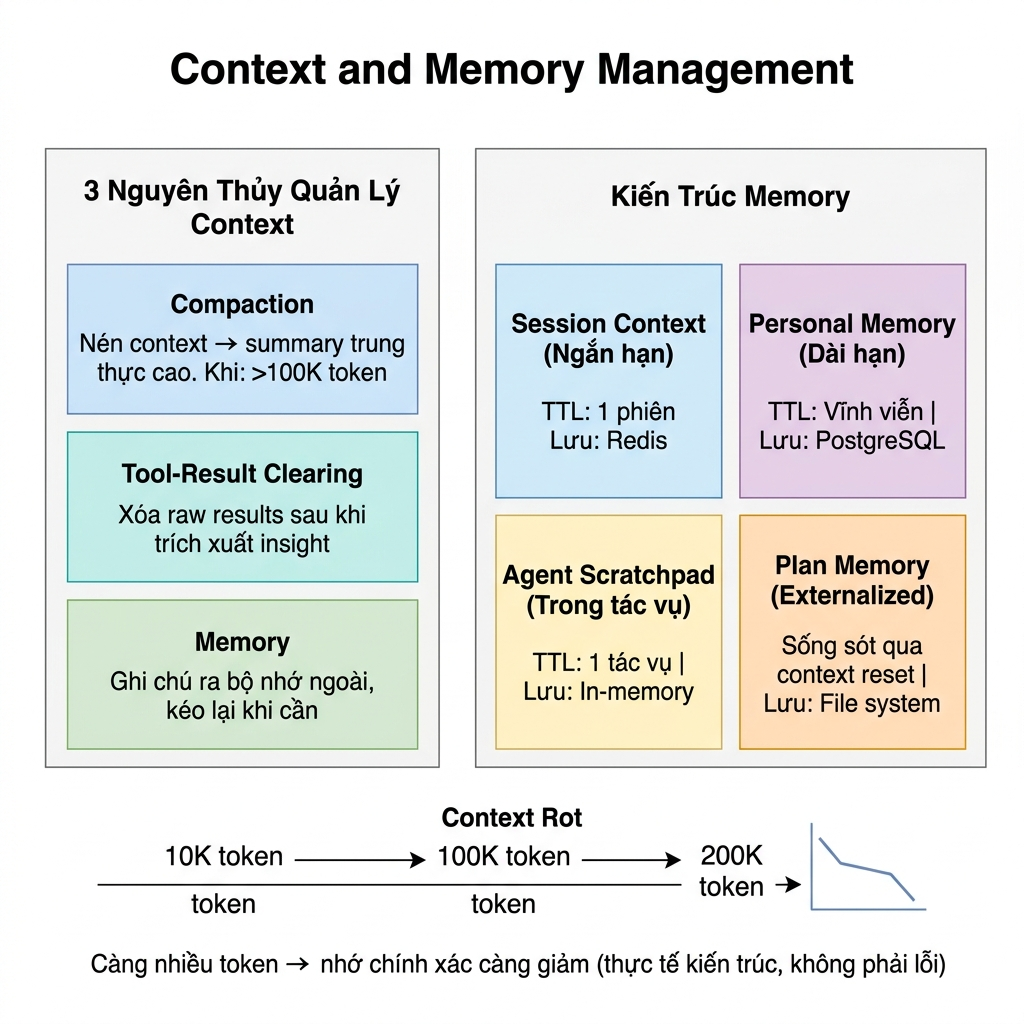 Context and Memory Management
3 Nguyên Thủy Quản Lý
Context
Compaction
Nén context → summary trung
thực cao. Khi: >100K token
Tool-Result Clearing
Xóa raw results sau khi
trích xuất insight
Memory
Ghi chú ra bộ nhớ ngoài,
kéo lại khi cần
Kiến Trúc Memory
Session Context
(Ngắn hạn)
TTL: 1 phiên
Lưu: Redis
Personal Memory
(Dài hạn)
TTL: Vĩnh viễn |
Lưu: PostgreSQL
Agent Scratchpad
(Trong tác vụ)
TTL: 1 tác vụ |
Lưu: In-memory
Plan Memory
(Externalized)
Sống sót qua
context reset |
Lưu: File system
Context Rot
10K token → 100K token → 200K
token →
token token
Càng nhiều token → nhớ chính xác càng giảm (thực tế kiến trúc, không phải lỗi)